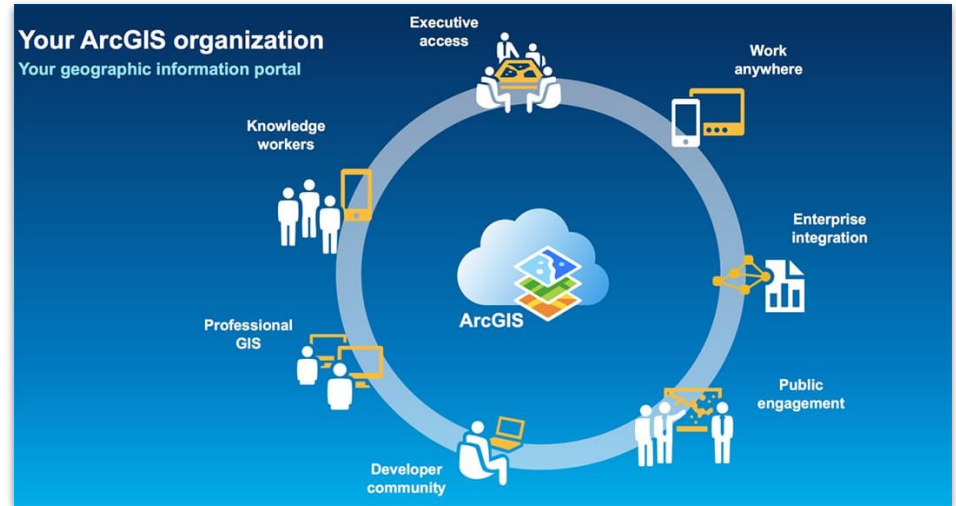 Your ArcGIS organization
Your geographic information portal
Executive
access
Work
anywhere
Knowledge
workers
Enterprise
integration
ArcGIS
Professional
GIS
Public
engagement
Developer
community